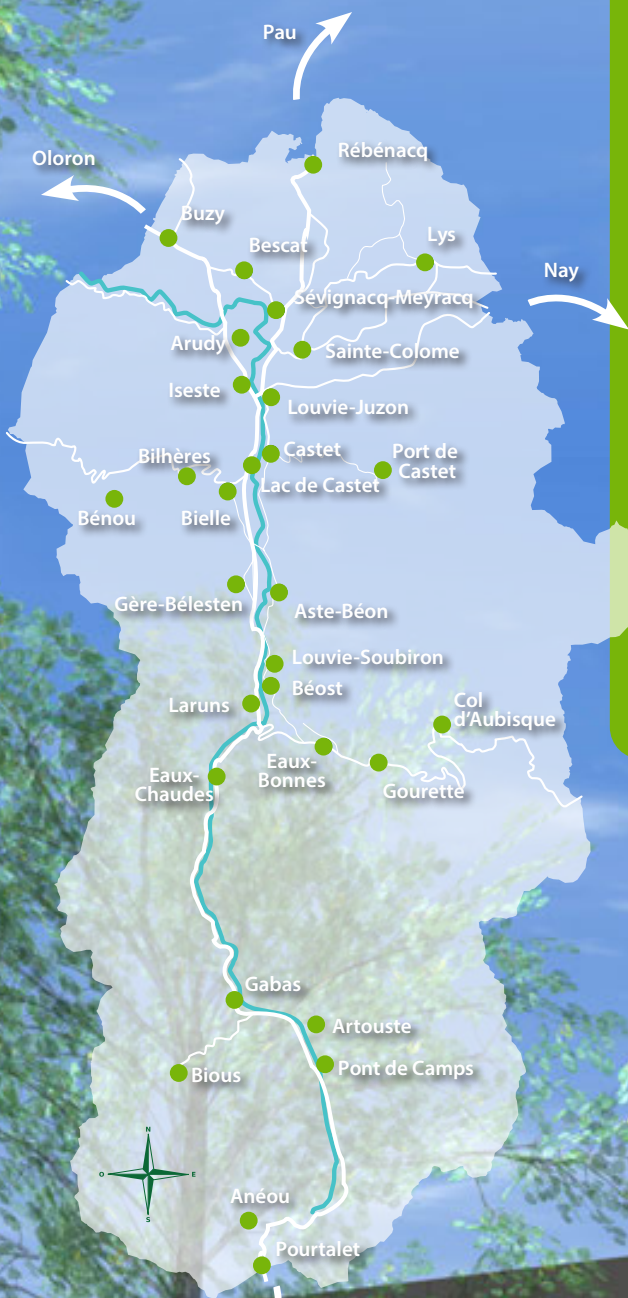 Pau
Rébénacq
Oloron
Buzy
Lys
Bescat
Nay
Sévignacq-Meyracq
Arudy
Sainte-Colome
Iseste
Louvie-Juzon
Castet
Port de
Castet
Bilhères
Lac de Castet
Bénou
Bielle
Gère-Bélesten
Aste-Béon
Louvie-Soubiron
Béost
Laruns
Col
d'Aubisque
Eaux-
Bonnes
Eaux-
Chaudes
Gourette
Gabas
Artouste
Pont de Camps
Bious
N
O
E
S
Anéou
Pourtalet